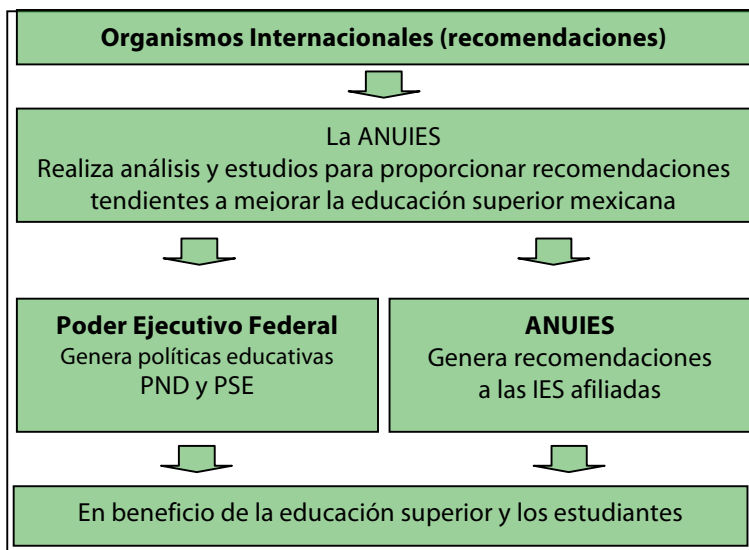 Organismos Internacionales (recomendaciones)
La ANUIES
Realiza análisis y estudios para proporcionar recomendaciones
tendientes a mejorar la educación superior mexicana
Poder Ejecutivo Federal
Genera políticas educativas
PND y PSE
ANUIES
Genera recomendaciones
a las IES afiliadas
En beneficio de la educación superior y los estudiantes